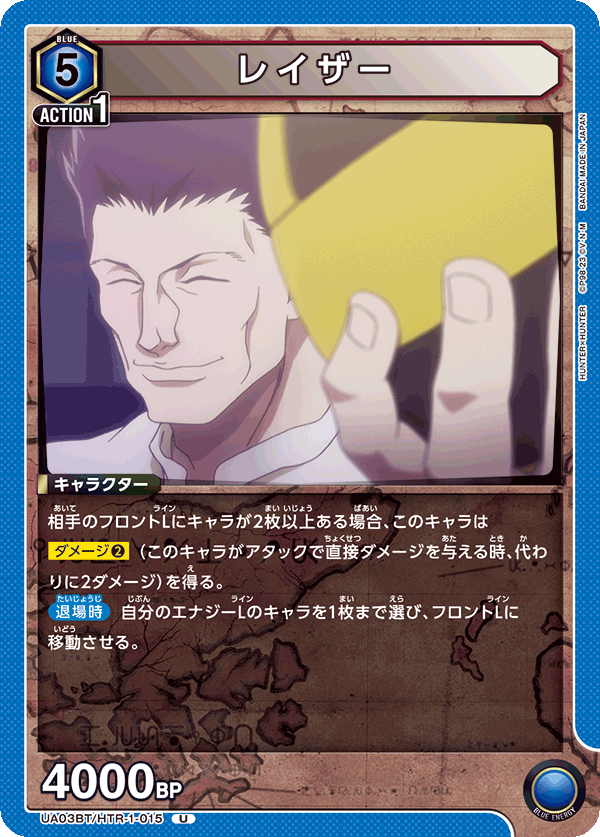 BLUE
5
ACTION 1
レイザー
HUNTER×HUNTER ©P98-23 ©V･N･M BANDAI MADE IN JAPAN
キャラクター
相手のフロントLにキャラが2枚以上ある場合、このキャラは
ダメージ❷ (このキャラがアタックで直接ダメージを与える時、代わ
りに2ダメージ)を得る。
退場時 自分のエナジーLのキャラを1枚まで選び、フロントLに
移動させる。
4000BP
UA03BT/HTR-1-015 U
BLUE ENERGY